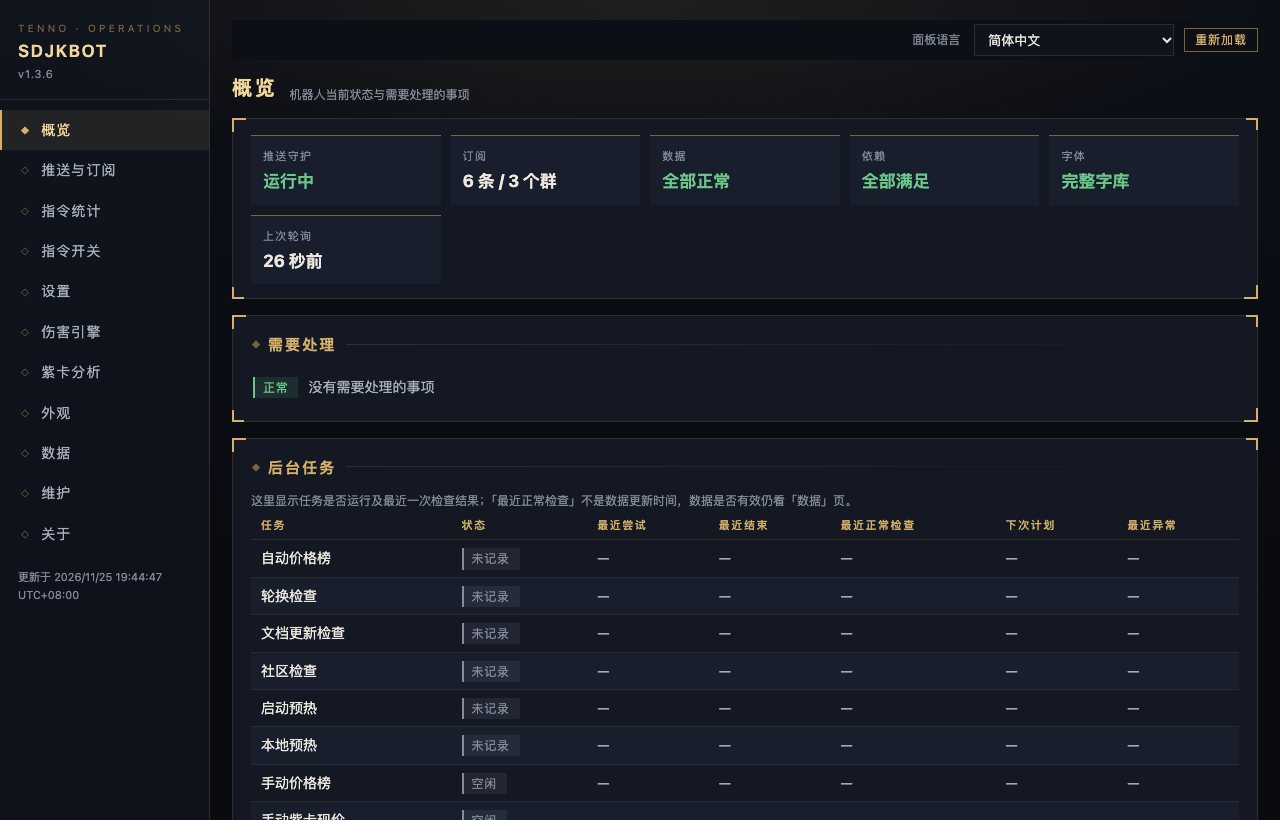 TENNO · OPERATIONS
SDJKBOT
v1.3.6
概览
推送与订阅
指令统计
指令开关
设置
伤害引擎
紫卡分析
外观
数据
维护
关于
更新于 2026/11/25 19:44:47
UTC+08:00
面板语言 简体中文 重新加载
概览 机器人当前状态与需要处理的事项
推送守护 订阅 数据 依赖 字体
运行中 6 条 / 3 个群 全部正常 全部满足 完整字库
上次轮询
26 秒前
需要处理
正常 没有需要处理的事项
后台任务
这里显示任务是否运行及最近一次检查结果；「最近正常检查」不是数据更新时间，数据是否有效仍看「数据」页。
任务 状态 最近尝试 最近结束 最近正常检查 下次计划 最近异常
自动价格榜 未记录 — — — — —
轮换检查 未记录 — — — — —
文档更新检查 未记录 — — — — —
社区检查 未记录 — — — — —
启动预热 未记录 — — — — —
本地预热 未记录 — — — — —
手动价格榜 空闲 — — — — —
手动紫卡现价 空闲